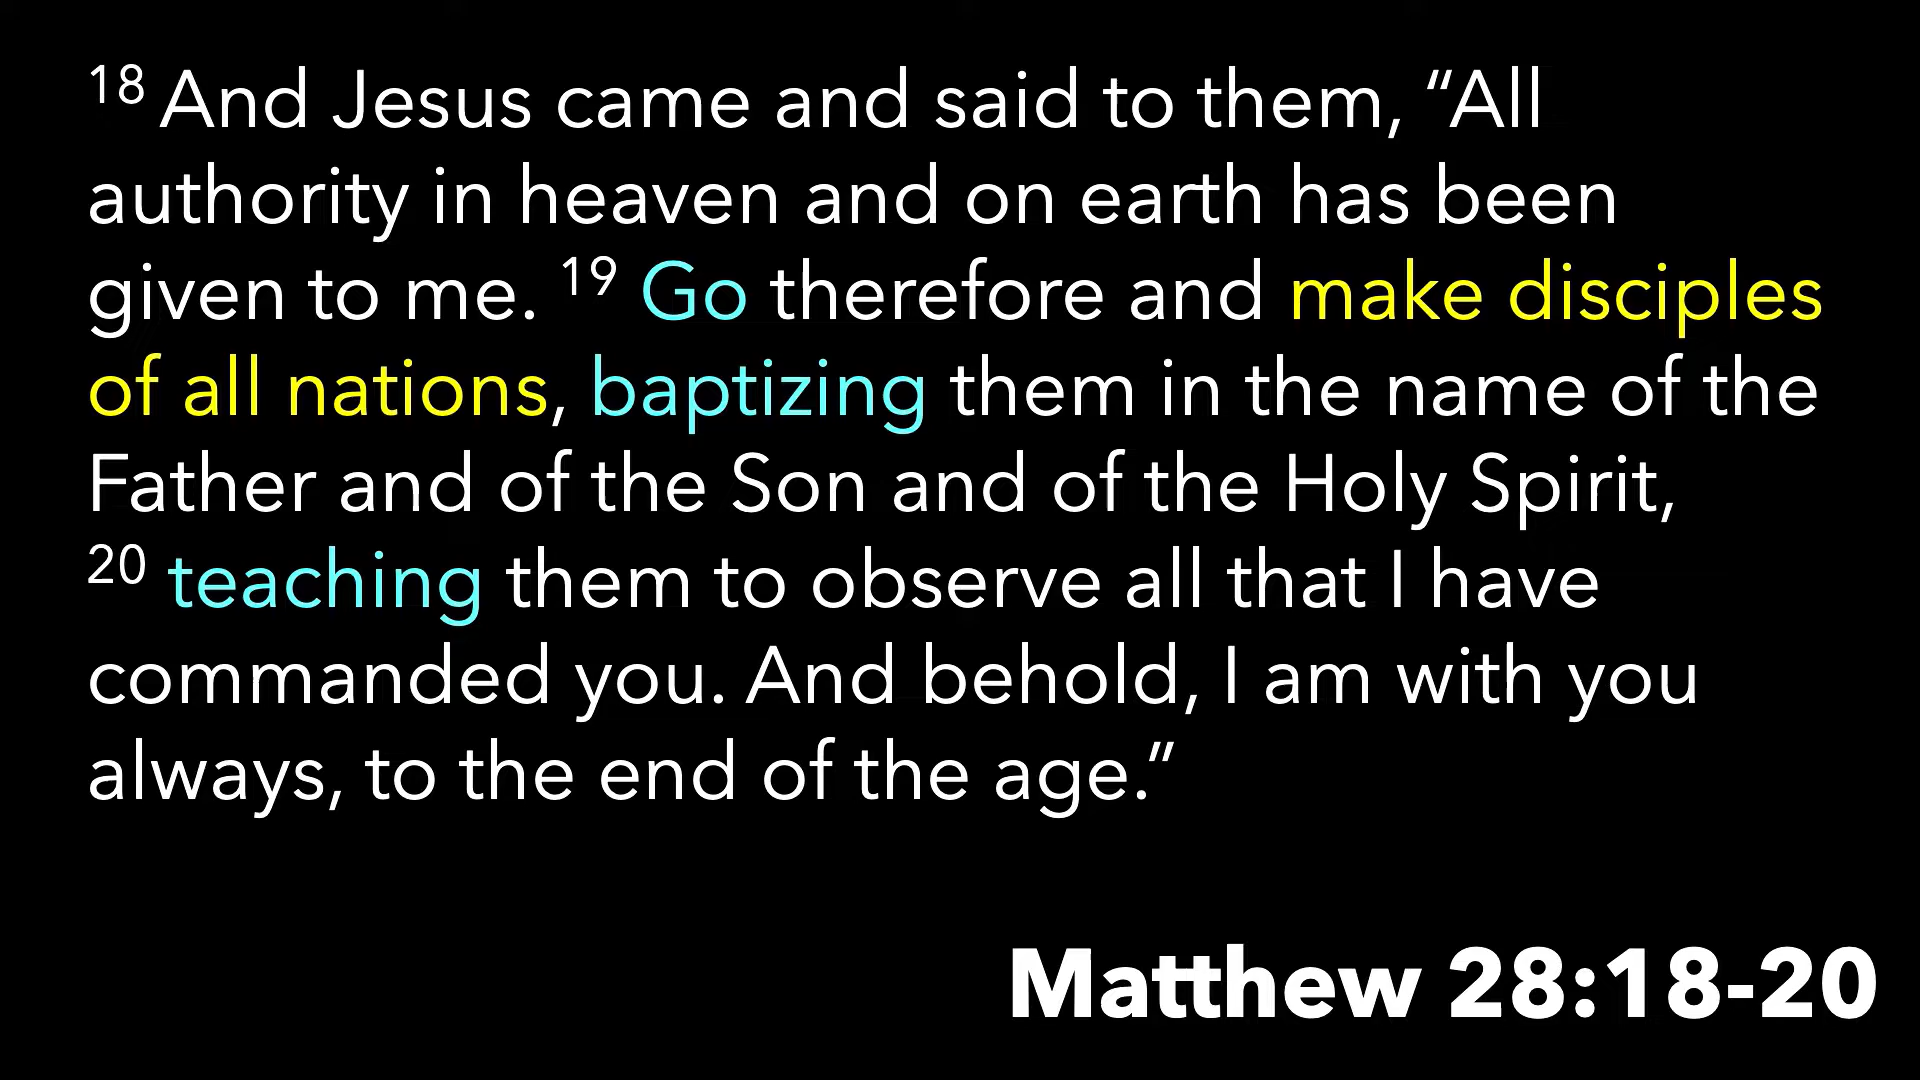 18 And Jesus came and said to them, “All
authority in heaven and on earth has been
given to me. 19 Go therefore and make disciples
of all nations, baptizing them in the name of the
Father and of the Son and of the Holy Spirit,
20 teaching them to observe all that I have
commanded you. And behold, I am with you
always, to the end of the age.”
Matthew 28:18-20